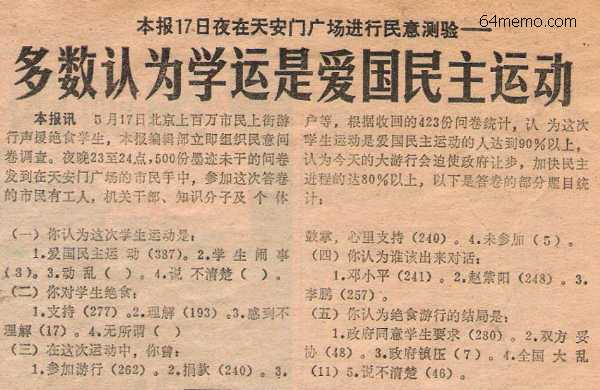 64memo.com
本报17日夜在天安门广场进行民意测验——
多数认为学运是爱国民主运动
本报讯 5月17日北京上百万市民上街游
行声援绝食学生，本报编辑部立即组织民意问
卷调查。夜晚23至24点，500份墨迹未干的问卷
发到在天安门广场的市民手中，参加这次答卷
的市民有工人，机关干部、知识分子及个体
户等，根据收回的423份问卷统计，认为这次
学生运动是爱国民主运动的人达到90％以上，
认为今天的大游行会迫使政府让步，加快民主
进程的达80％以上，以下是答卷的部分题目统
计：
（一）你认为这次学生运动是：
1.爱国民主运动（387）。2.学生闹事
（3）。3.动乱（ ）。4.说不清楚（ ）。
（二）你对学生绝食：
1.支持（277）。2.理解（193）。3.感到不
理解（17）。4.无所谓（ ）
（三）在这次运动中，你曾：
1.参加游行（262）。2.捐款（240）。3.
鼓掌，心里支持（240）。4.未参加（5）。
（四）你认为谁该出来对话：
1.邓小平（241）。2.赵紫阳（248）。3.
李鹏（257）。
（五）你认为绝食游行的结局是：
1.政府同意学生要求（280）。2.双方妥
协（48）。3.政府镇压（7）。4.全国大乱
（11）5.说不清楚（46）。